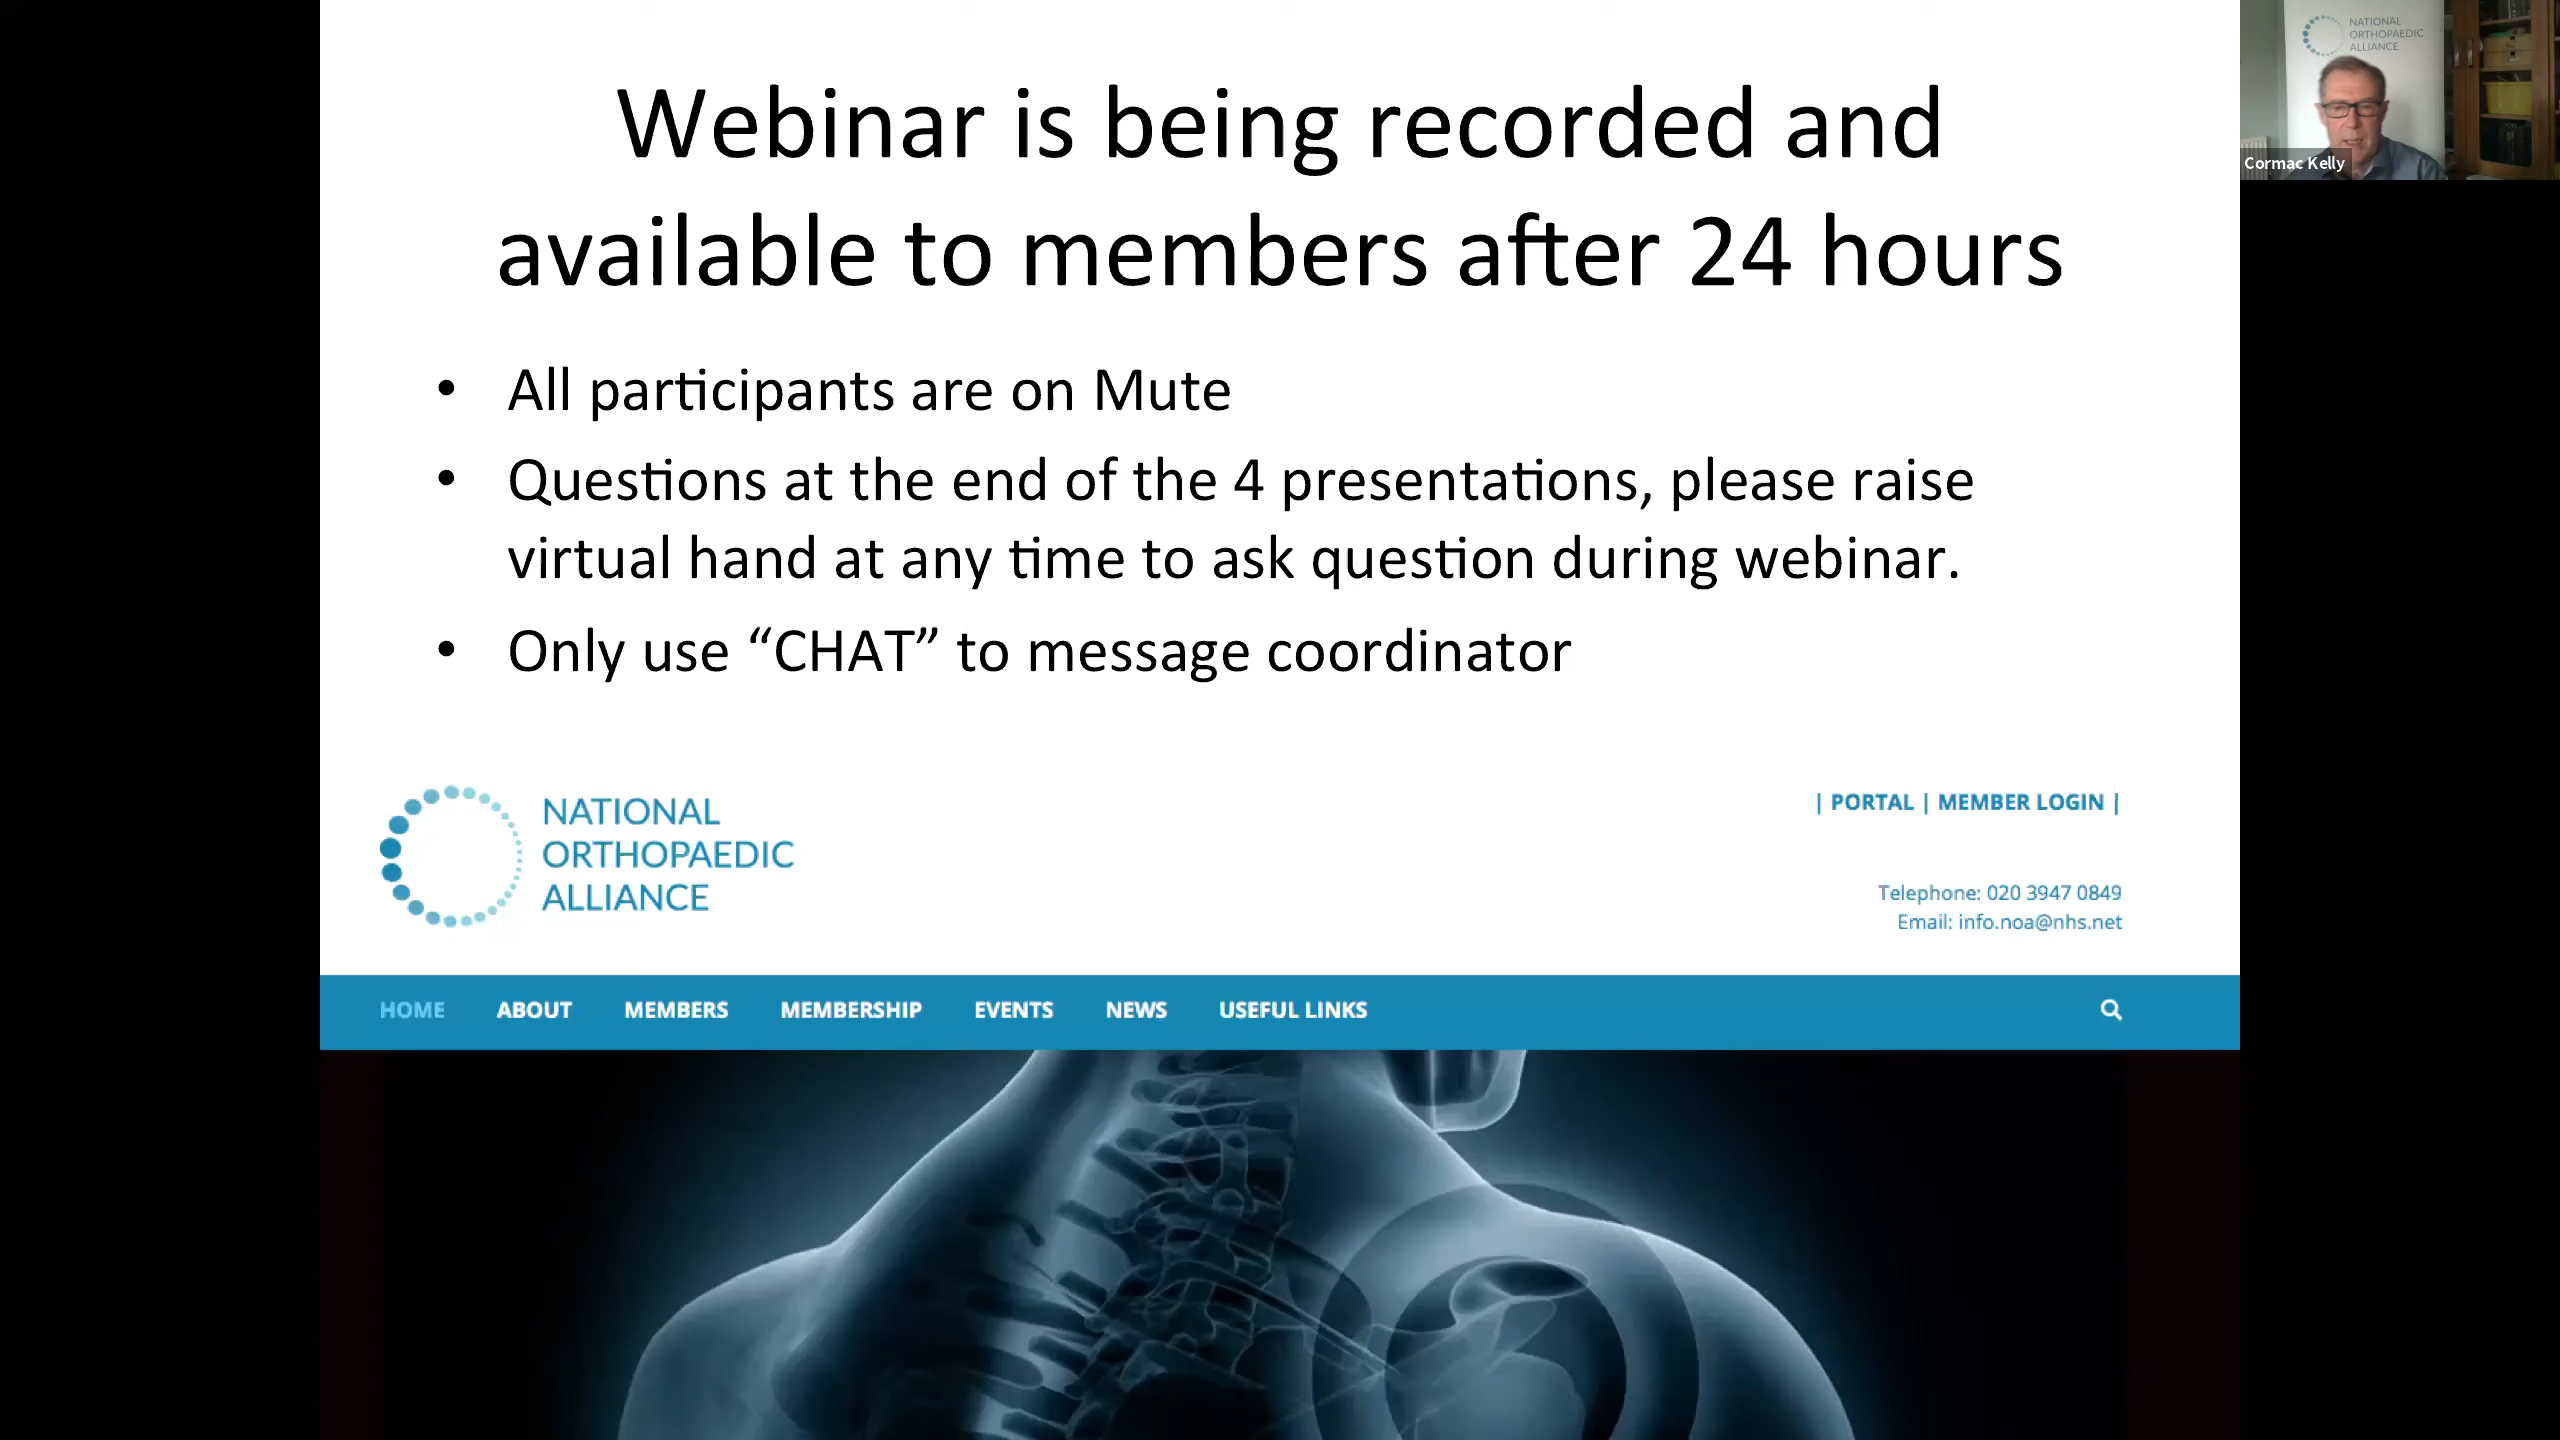 Webinar is being recorded and
available to members after 24 hours
• All participants are on Mute
• Questions at the end of the 4 presentations, please raise
virtual hand at any time to ask question during webinar.
• Only use “CHAT” to message coordinator
NATIONAL
ORTHOPAEDIC
ALLIANCE
| PORTAL | MEMBER LOGIN |
Telephone: 020 3947 0849
Email: info.noa@nhs.net
HOME ABOUT MEMBERS MEMBERSHIP EVENTS NEWS USEFUL LINKS
NATIONAL
ORTHOPAEDIC
ALLIANCE
Cormac Kelly